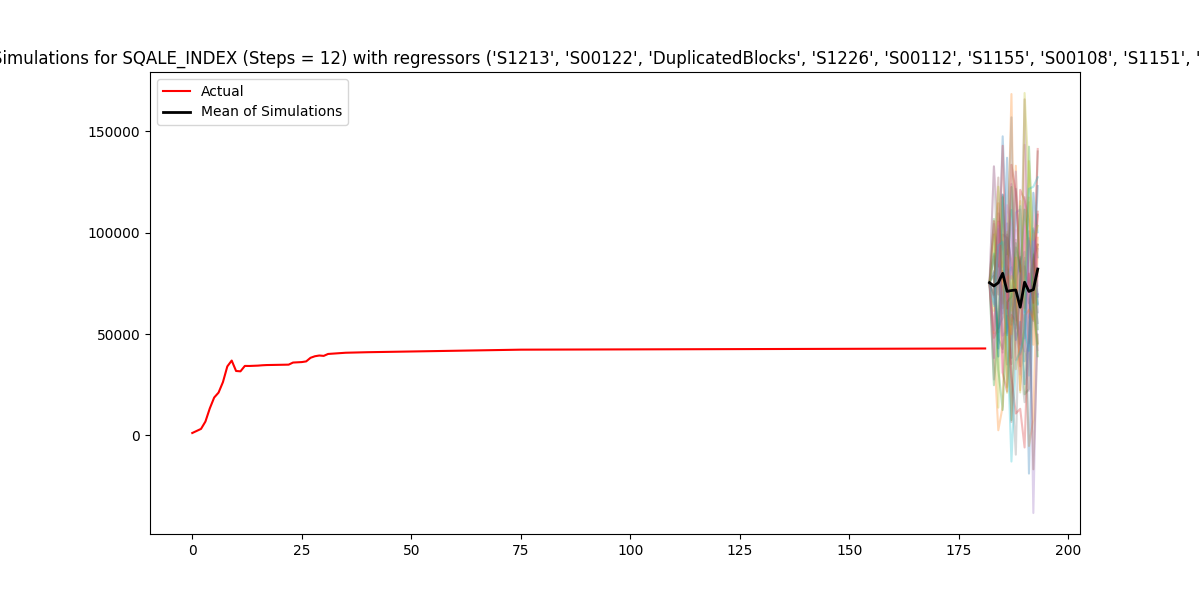 Simulations for SQALE_INDEX (Steps = 12) with regressors ('S1213', 'S00122', 'DuplicatedBlocks', 'S1226', 'S00112', 'S1155', 'S00108', 'S1151', '
Actual
Mean of Simulations
150000
100000
50000
0
0 25 50 75 100 125 150 175 200